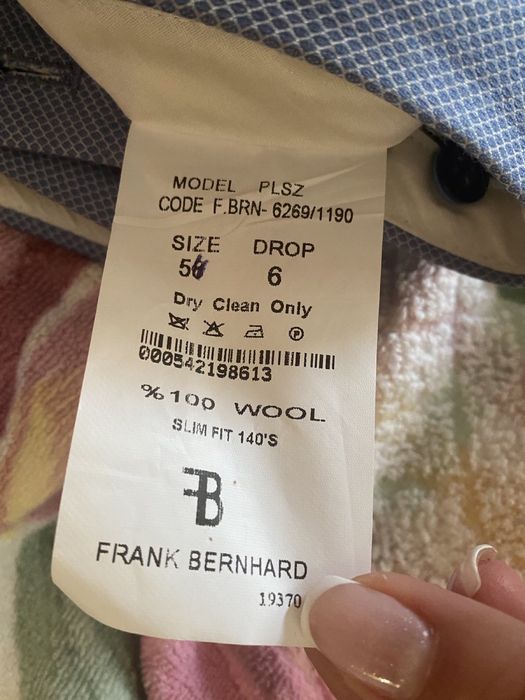 MODEL PLSZ
CODE F.BRN- 6269/1190
SIZE DROP
6
Dry Clean Only
P
000542198613
% 100 WOOL
SLIM FIT 140'S
FB
FRANK BERNHARD
19370